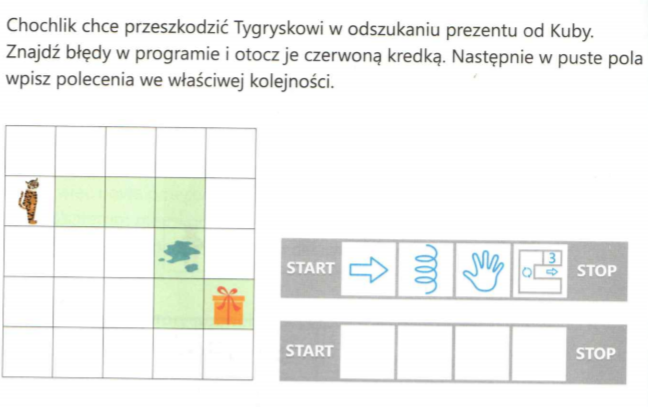 Chochlik chce przeszkodzić Tygryskowi w odszukaniu prezentu od Kuby.
Znajdź błędy w programie i otocz je czerwoną kredką. Następnie w puste pola
wpisz polecenia we właściwej kolejności.
START 3 STOP
START STOP